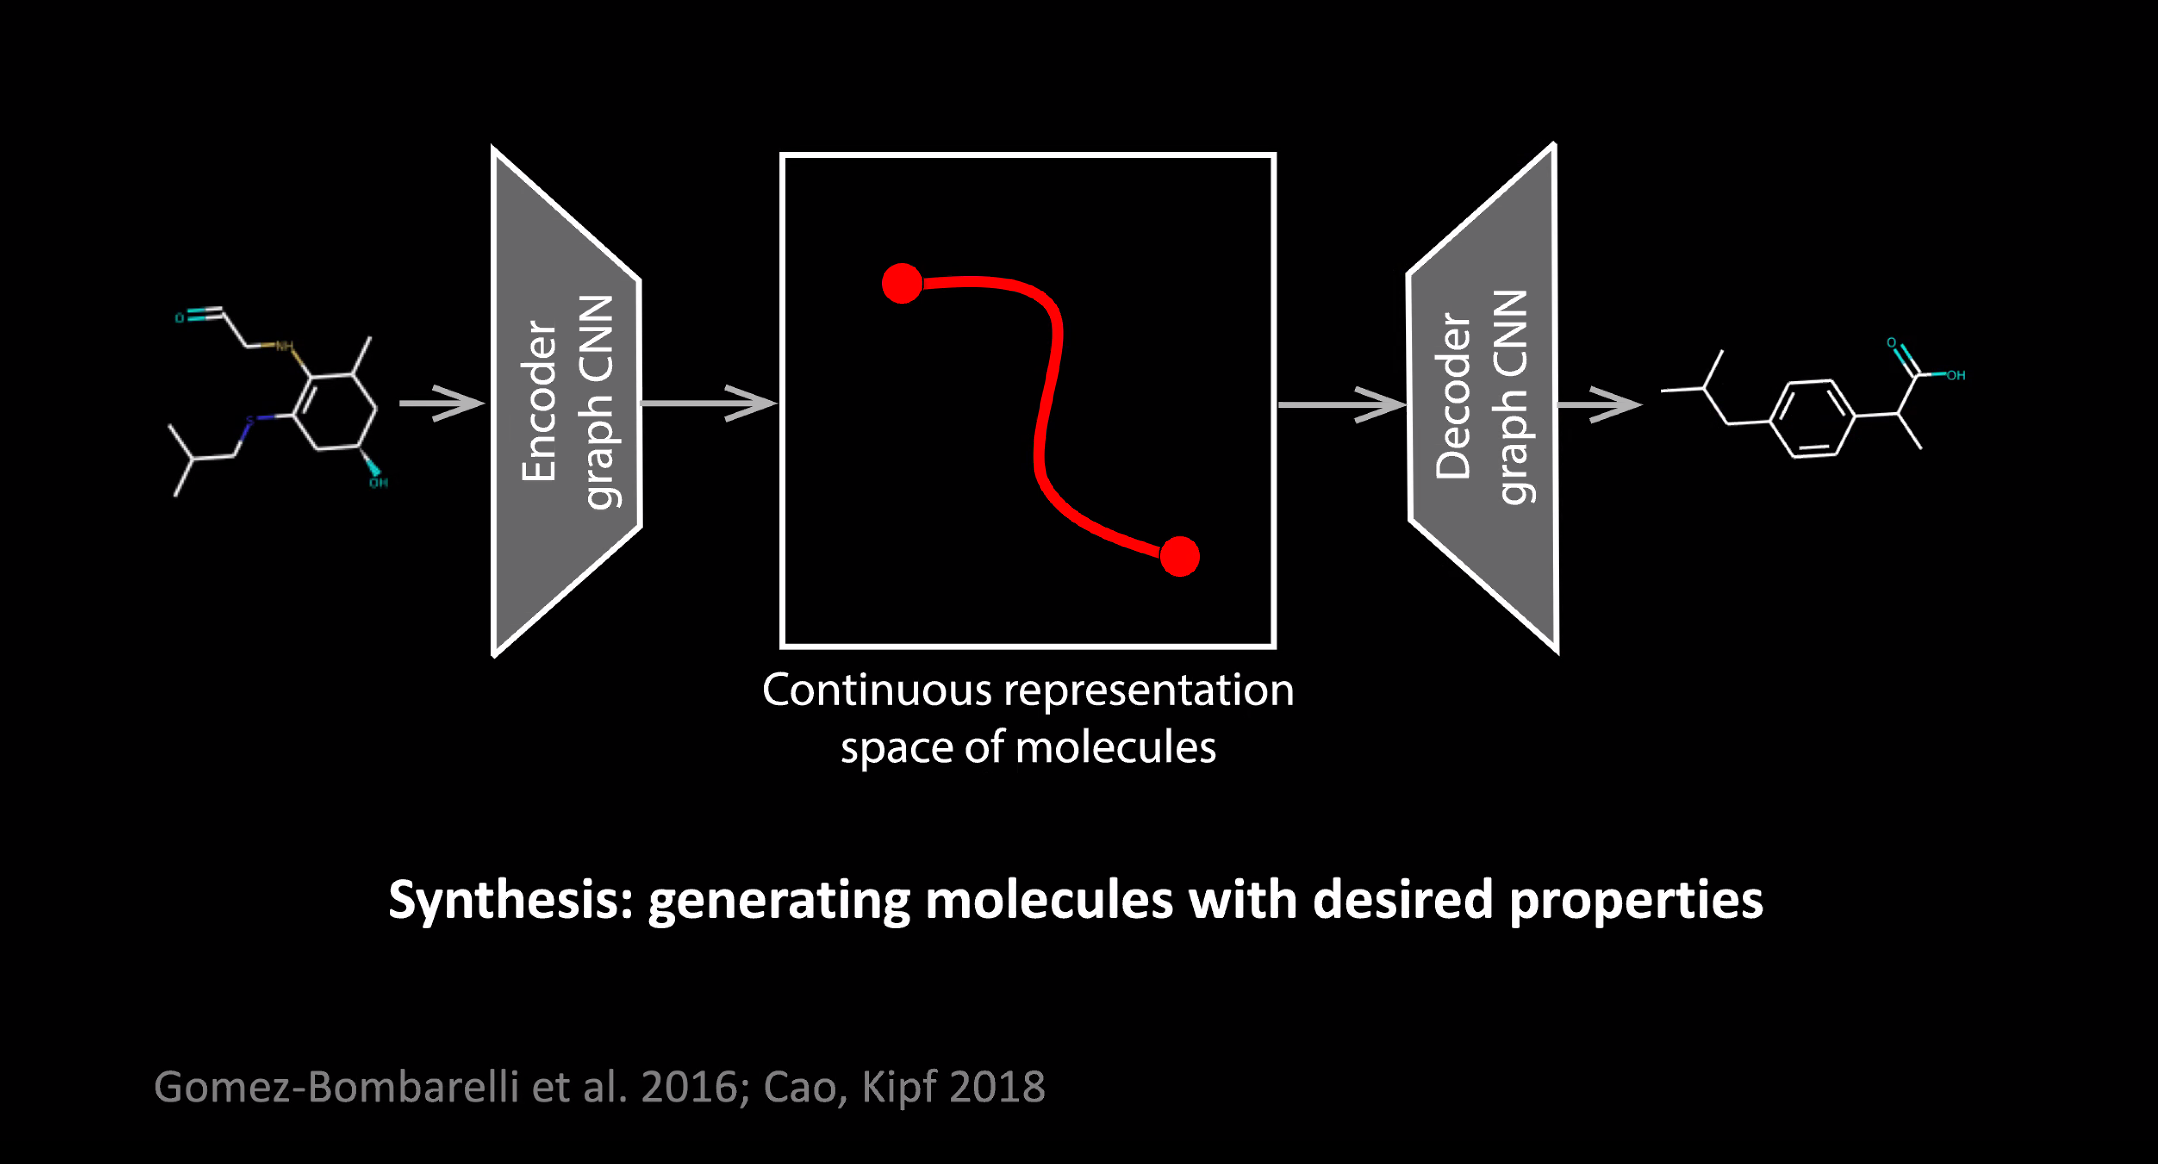 O
NH
S
OH
Encoder
graph CNN
Decoder
graph CNN
O
OH
Continuous representation
space of molecules
Synthesis: generating molecules with desired properties
Gomez-Bombarelli et al. 2016; Cao, Kipf 2018